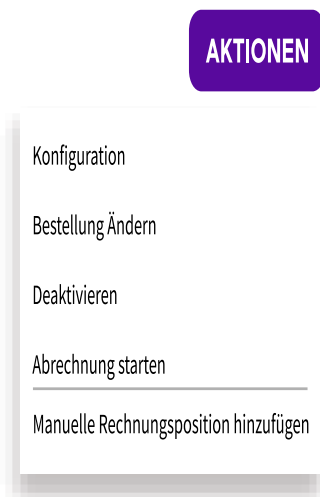 AKTIONEN
Konfiguration
Bestellung Ändern
Deaktivieren
Abrechnung starten
Manuelle Rechnungsposition hinzufügen